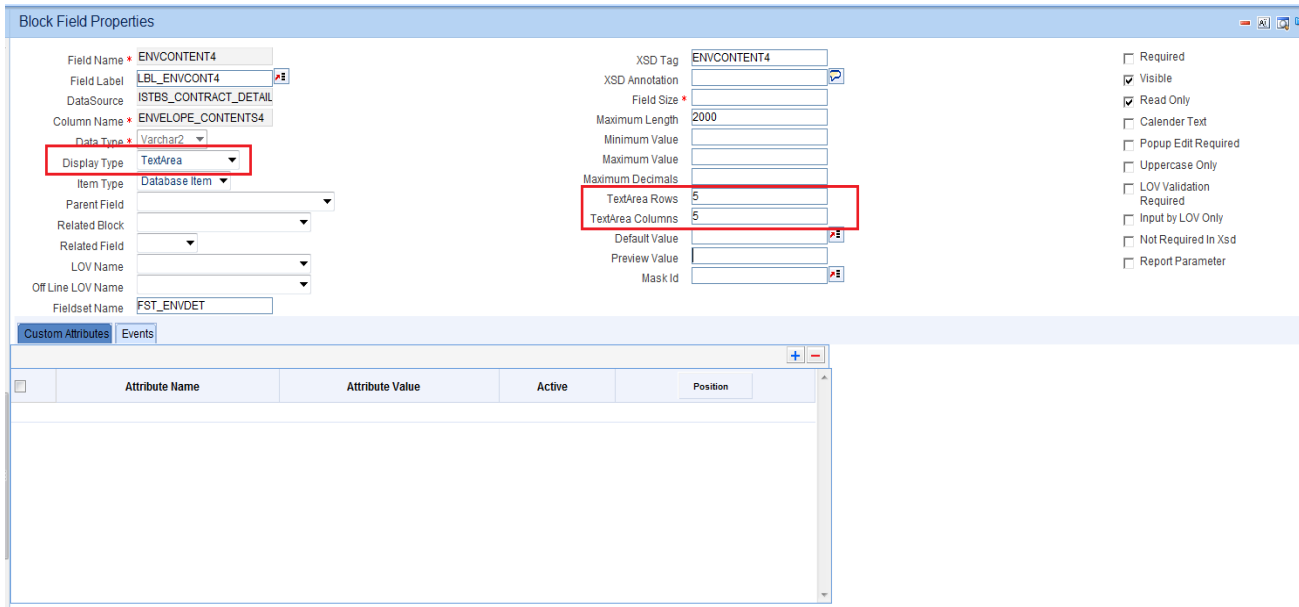 Block Field Properties
Field Name * ENVCONTENT4
Field Label LBL_ENVCONT4
DataSource ISTBS_CONTRACT_DETAIL
Column Name * ENVELOPE_CONTENTS4
Data Type * Varchar2
Display Type TextArea
Item Type Database Item
Parent Field
Related Block
Related Field
LOV Name
Off Line LOV Name
Fieldset Name FST_ENVDET
XSD Tag ENVCONTENT4
XSD Annotation
Field Size *
Maximum Length 2000
Minimum Value
Maximum Value
Maximum Decimals
TextArea Rows 5
TextArea Columns 5
Default Value
Preview Value
Mask Id
Required
Visible
Read Only
Calender Text
Popup Edit Required
Uppercase Only
LOV Validation
Required
Input by LOV Only
Not Required In Xsd
Report Parameter
Custom Attributes Events
Attribute Name Attribute Value Active Position